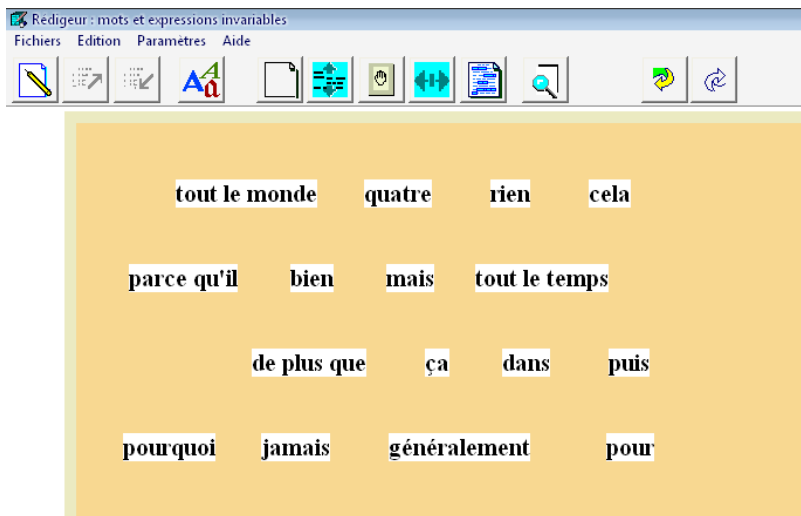 Rédigeur : mots et expressions invariables
Fichiers Edition Paramètres Aide
tout le monde quatre rien cela
parce qu'il bien mais tout le temps
de plus que ça dans puis
pourquoi jamais généralement pour